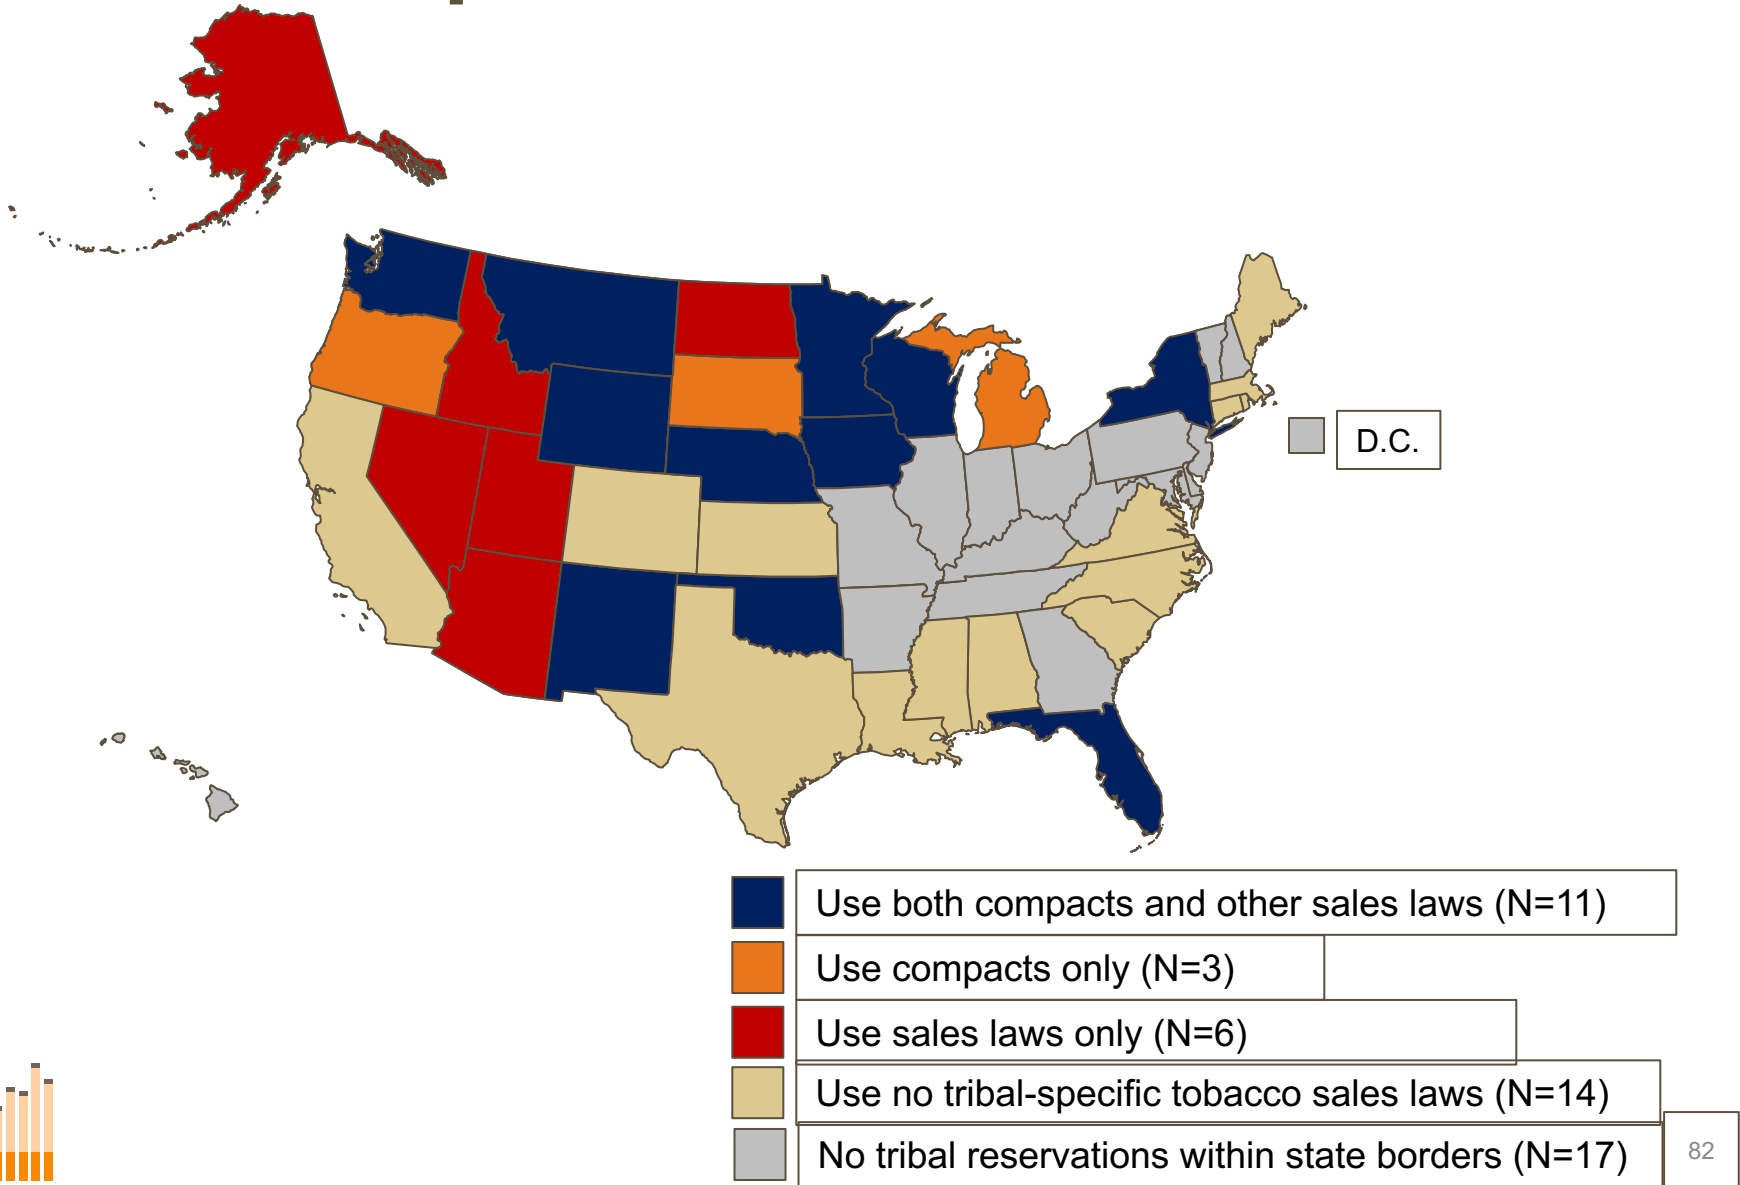 D.C.
Use both compacts and other sales laws (N=11)
Use compacts only (N=3)
Use sales laws only (N=6)
Use no tribal-specific tobacco sales laws (N=14)
No tribal reservations within state borders (N=17)
82